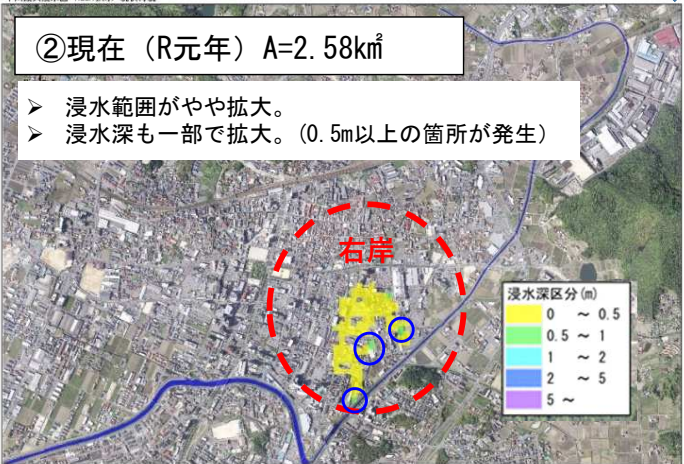 ②現在（R元年）A=2.58k㎡
➢ 浸水範囲がやや拡大。
➢ 浸水深も一部で拡大。(0.5m以上の箇所が発生)
右岸
浸水深区分(m)
0 ～ 0.5
0.5 ～ 1
1 ～ 2
2 ～ 5
5 ～